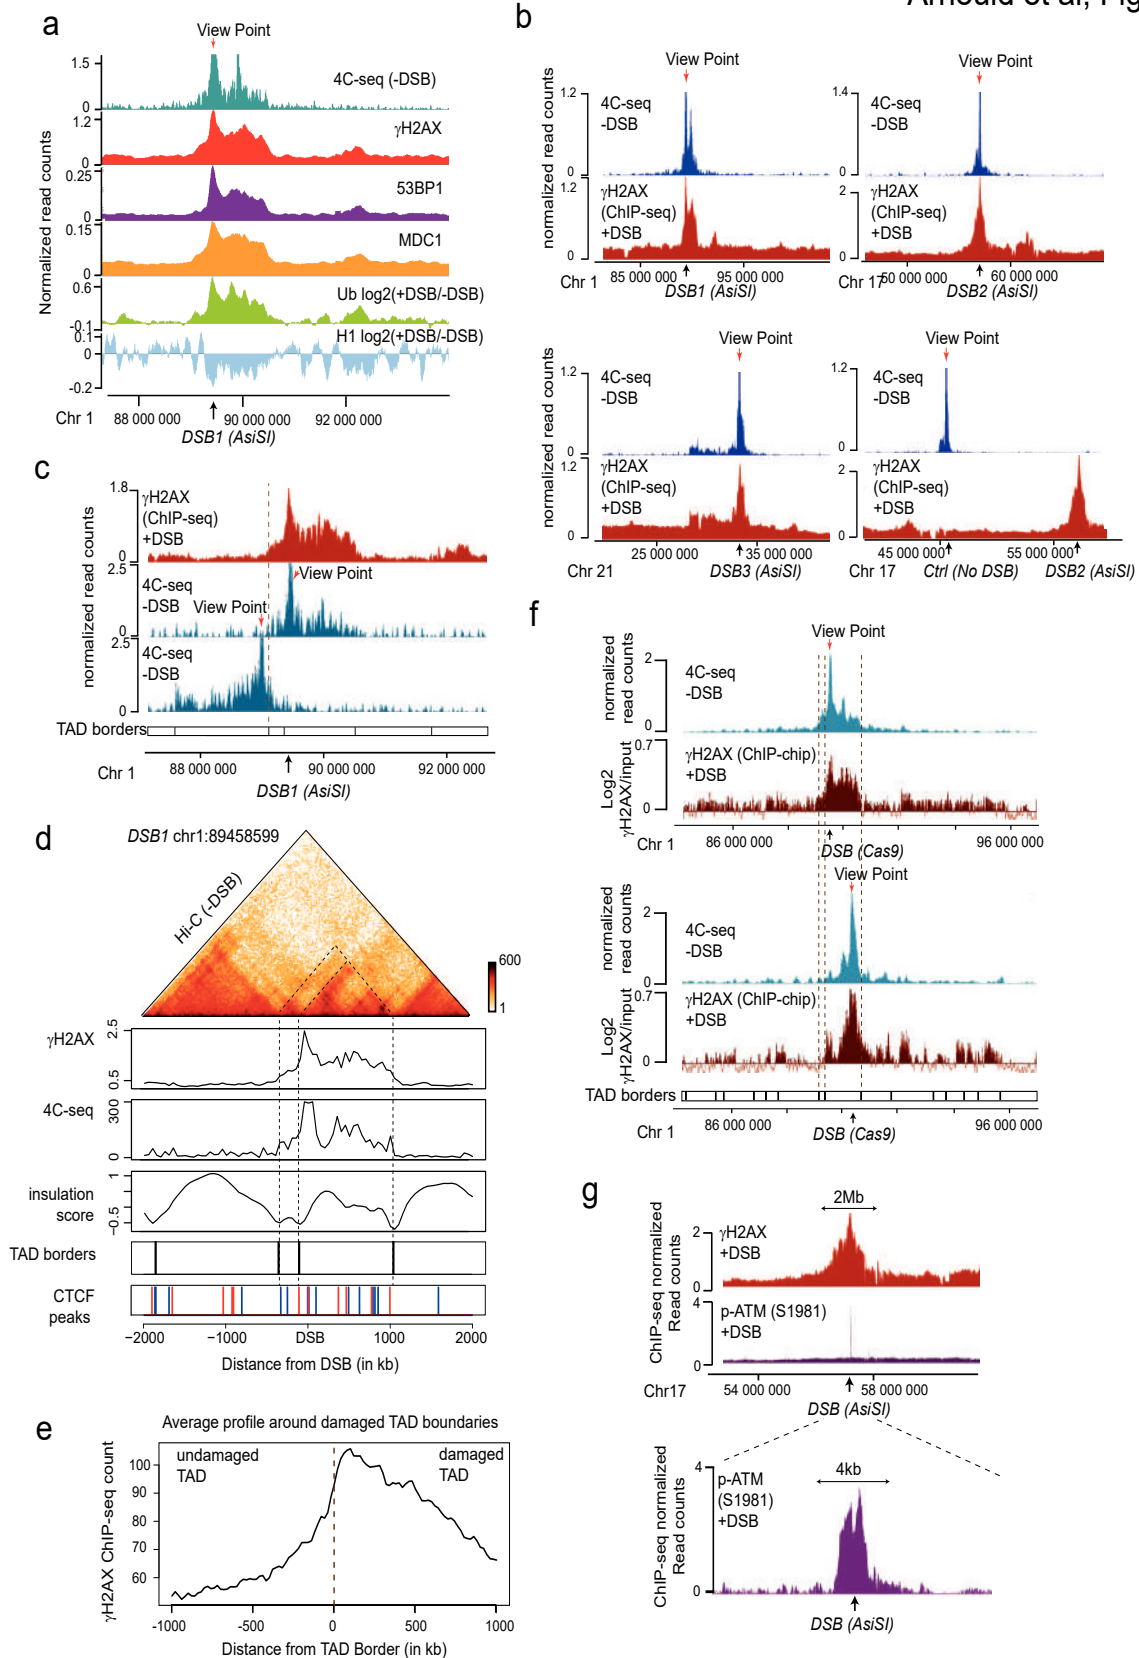 Arnould et al, Fig
a
View Point
Normalized read counts
1.5
0
4C-seq (-DSB)
1.2
0
γH2AX
0.25
0
53BP1
0.15
0
MDC1
0.6
-0.1
Ub log2(+DSB/-DSB)
0.1
0
-0.2
H1 log2(+DSB/-DSB)
Chr 1
88 000 000
90 000 000
92 000 000
DSB1 (AsiSI)
b
View Point
normalized read counts
1.2
0
4C-seq
-DSB
1.2
0
γH2AX
(ChIP-seq)
+DSB
Chr 1
85 000 000
95 000 000
DSB1 (AsiSI)
View Point
1.4
0
4C-seq
-DSB
2
0
γH2AX
(ChIP-seq)
+DSB
Chr 17
50 000 000
60 000 000
DSB2 (AsiSI)
View Point
normalized read counts
1.2
0
4C-seq
-DSB
1.2
0
γH2AX
(ChIP-seq)
+DSB
Chr 21
25 000 000
35 000 000
DSB3 (AsiSI)
View Point
1.2
0
4C-seq
-DSB
2
0
γH2AX
(ChIP-seq)
+DSB
Chr 17
45 000 000
55 000 000
Ctrl (No DSB)
DSB2 (AsiSI)
c
normalized read counts
1.8
0
γH2AX
(ChIP-seq)
+DSB
2.5
0
4C-seq
-DSB
View Point
View Point
2.5
0
4C-seq
-DSB
TAD borders
Chr 1
88 000 000
90 000 000
92 000 000
DSB1 (AsiSI)
d
DSB1 chr1:89458599
Hi-C (-DSB)
600
1
γH2AX
2.5
0.5
4C-seq
300
0
insulation
score
1
-0.5
TAD borders
CTCF
peaks
−2000
−1000
DSB
1000
2000
Distance from DSB (in kb)
e
Average profile around damaged TAD boundaries
γH2AX ChIP-seq count
undamaged
TAD
damaged
TAD
100
90
80
70
60
-1000
-500
0
500
1000
Distance from TAD Border (in kb)
f
View Point
normalized
read counts
2
0
4C-seq
-DSB
Log2
γH2AX/input
0.7
0
γH2AX (ChIP-chip)
+DSB
Chr 1
86 000 000
96 000 000
DSB (Cas9)
View Point
normalized
read counts
2
0
4C-seq
-DSB
Log2
γH2AX/input
0.7
0
γH2AX (ChIP-chip)
+DSB
TAD borders
Chr 1
86 000 000
96 000 000
DSB (Cas9)
g
2Mb
ChIP-seq normalized
Read counts
2
0
γH2AX
+DSB
4
0
p-ATM (S1981)
+DSB
Chr17
54 000 000
58 000 000
DSB (AsiSI)
ChIP-seq normalized
Read counts
4
0
p-ATM
(S1981)
+DSB
4kb
DSB (AsiSI)